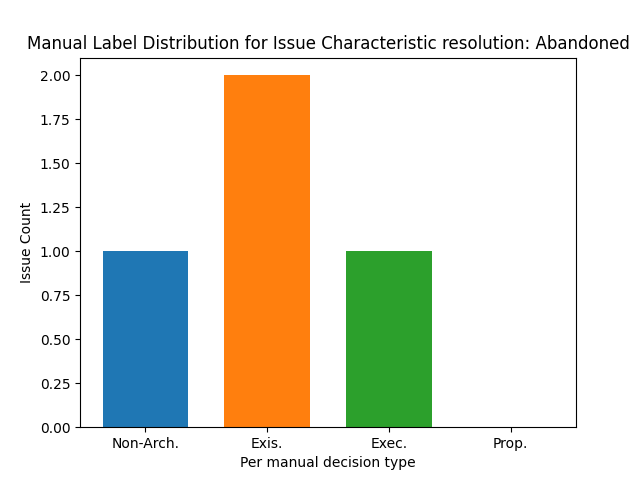 Manual Label Distribution for Issue Characteristic resolution: Abandoned
2.00
1.75
1.50
1.25
1.00
0.75
0.50
0.25
0.00
Issue Count
Non-Arch. Exis. Exec. Prop.
Per manual decision type